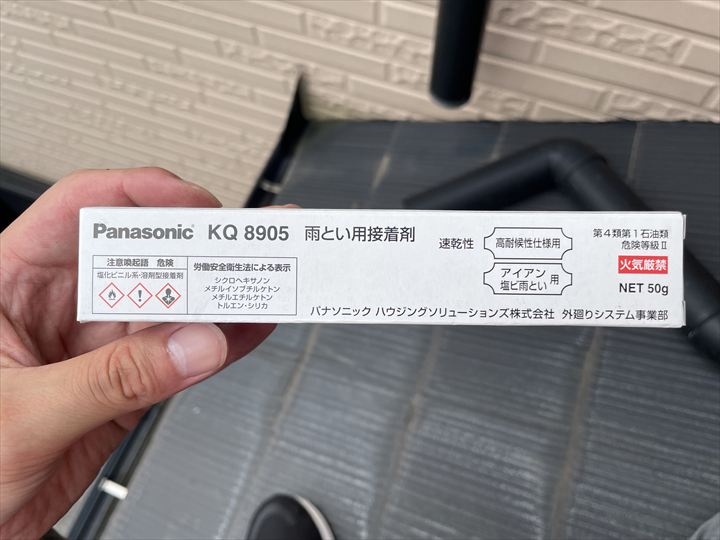 Panasonic KQ 8905 雨とい用接着剤
速乾性
高耐候性仕様用
アイアン
塩ビ雨とい 用
第4類第1石油類
危険等級Ⅱ
火気厳禁
NET 50g
注意喚起語 危険
塩化ビニル系・溶剤型接着剤
労働安全衛生法による表示
シクロヘキサノン
メチルイソブチルケトン
メチルエチルケトン
トルエン・シリカ
パナソニック ハウジングソリューションズ株式会社 外廻りシステム事業部